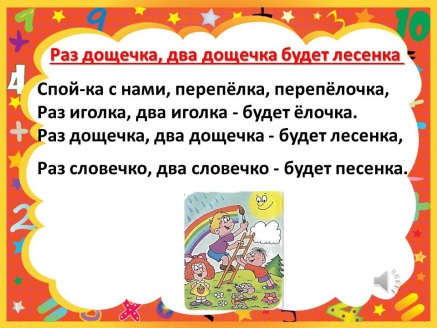 Раз дощечка, два дощечка будет лесенка
Спой-ка с нами, перепёлка, перепёлочка,
Раз иголка, два иголка - будет ёлочка.
Раз дощечка, два дощечка - будет лесенка,
Раз словечко, два словечко - будет песенка.